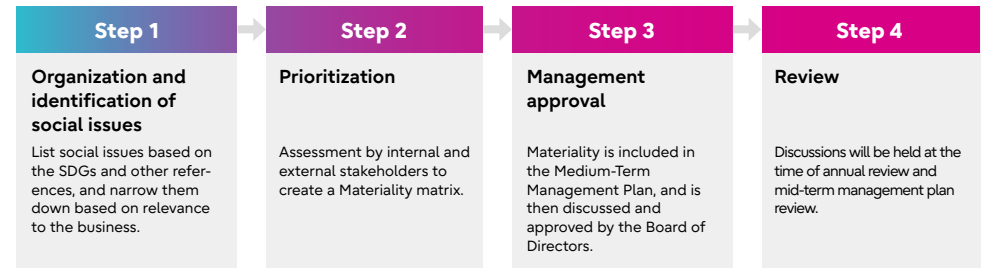 Step 1
Organization and
identification of
social issues
List social issues based on
the SDGs and other refer-
ences, and narrow them
down based on relevance
to the business.
Step 2
Prioritization
Assessment by internal and
external stakeholders to
create a Materiality matrix.
Step 3
Management
approval
Materiality is included in
the Medium-Term
Management Plan, and is
then discussed and
approved by the Board of
Directors.
Step 4
Review
Discussions will be held at the
time of annual review and
mid-term management plan
review.